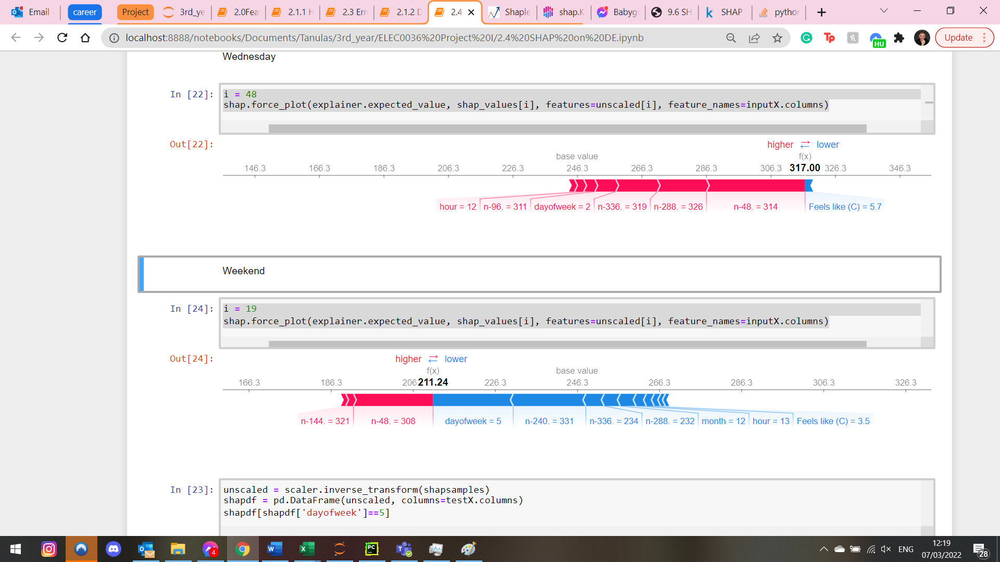 Email
career
Project
3rd_ye
2.0Fea
2.1.1 H
2.3 Erro
2.1.2 D
2.4
Shaple
shap.K
Babygi
9.6 SH
SHAP
python
localhost:8888/notebooks/Documents/Tanulas/3rd_year/ELEC0036%20Project%20I/2.4%20SHAP%20on%20DE.ipynb
HU
Update
Wednesday
In [22]:
i = 48
shap.force_plot(explainer.expected_value, shap_values[i], features=unscaled[i], feature_names=inputX.columns)
Out[22]:
higher ⇄ lower
base value f(x)
146.3 166.3 186.3 206.3 226.3 246.3 266.3 286.3 306.3 317.00 326.3 346.3
hour = 12 n-96. = 311 dayofweek = 2 n-336. = 319 n-288. = 326 n-48. = 314 Feels like (C) = 5.7
Weekend
In [24]:
i = 19
shap.force_plot(explainer.expected_value, shap_values[i], features=unscaled[i], feature_names=inputX.columns)
Out[24]:
higher ⇄ lower
f(x) base value
166.3 186.3 206 211.24 226.3 246.3 266.3 286.3 306.3 326.3
n-144. = 321 n-48. = 308 dayofweek = 5 n-240. = 331 n-336. = 234 n-288. = 232 month = 12 hour = 13 Feels like (C) = 3.5
In [23]:
unscaled = scaler.inverse_transform(shapsamples)
shapdf = pd.DataFrame(unscaled, columns=testX.columns)
shapdf[shapdf['dayofweek']==5]
4
ENG
12:19
07/03/2022
28